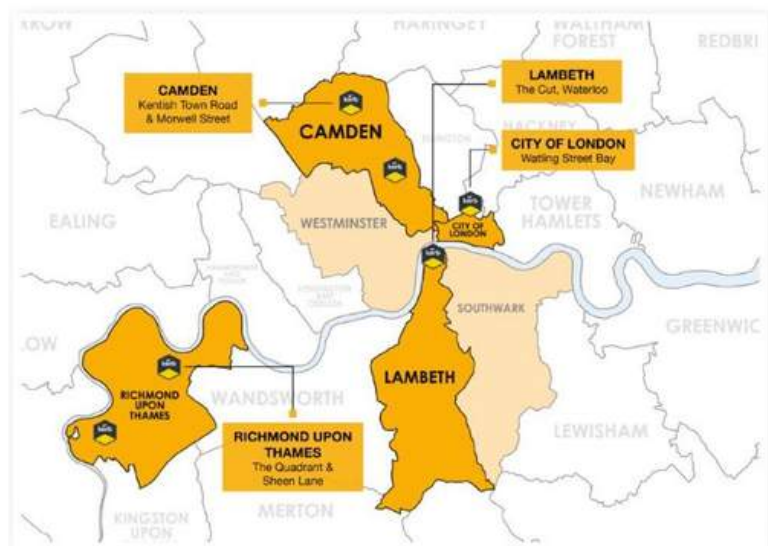 HARINGEY
WALTHAM
FOREST
REDBRI
CAMDEN
Kentish Town Road
& Morwell Street
LAMBETH
The Cut, Waterloo
CAMDEN
HACKNEY
CITY OF LONDON
Watling Street Bay
NEWHAM
EALING
WESTMINSTER
TOWER
HAMLETS
CITY OF
LONDON
SOUTHWARK
GREENWIC
OW
LAMBETH
RICHMOND
UPON
THAMES
WANDSWORTH
RICHMOND UPON
THAMES
The Quadrant &
Sheen Lane
LEWISHAM
MERTON
KINGSTON
UPON